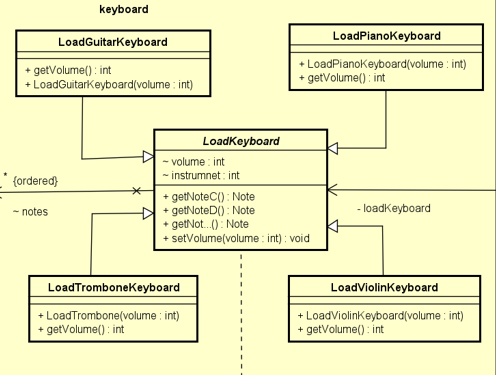 keyboard
LoadGuitarKeyboard
+ getVolume() : int
+ LoadGuitarKeyboard(volume : int)
LoadPianoKeyboard
+ LoadPianoKeyboard(volume : int)
+ getVolume() : int
LoadKeyboard
~ volume : int
~ instrumnet : int
+ getNoteC() : Note
+ getNoteD() : Note
+ getNot...() : Note
+ setVolume(volume : int) : void
* {ordered}
~ notes
- loadKeyboard
LoadTromboneKeyboard
+ LoadTrombone(volume : int)
+ getVolume() : int
LoadViolinKeyboard
+ LoadViolinKeyboard(volume : int)
+ getVolume() : int